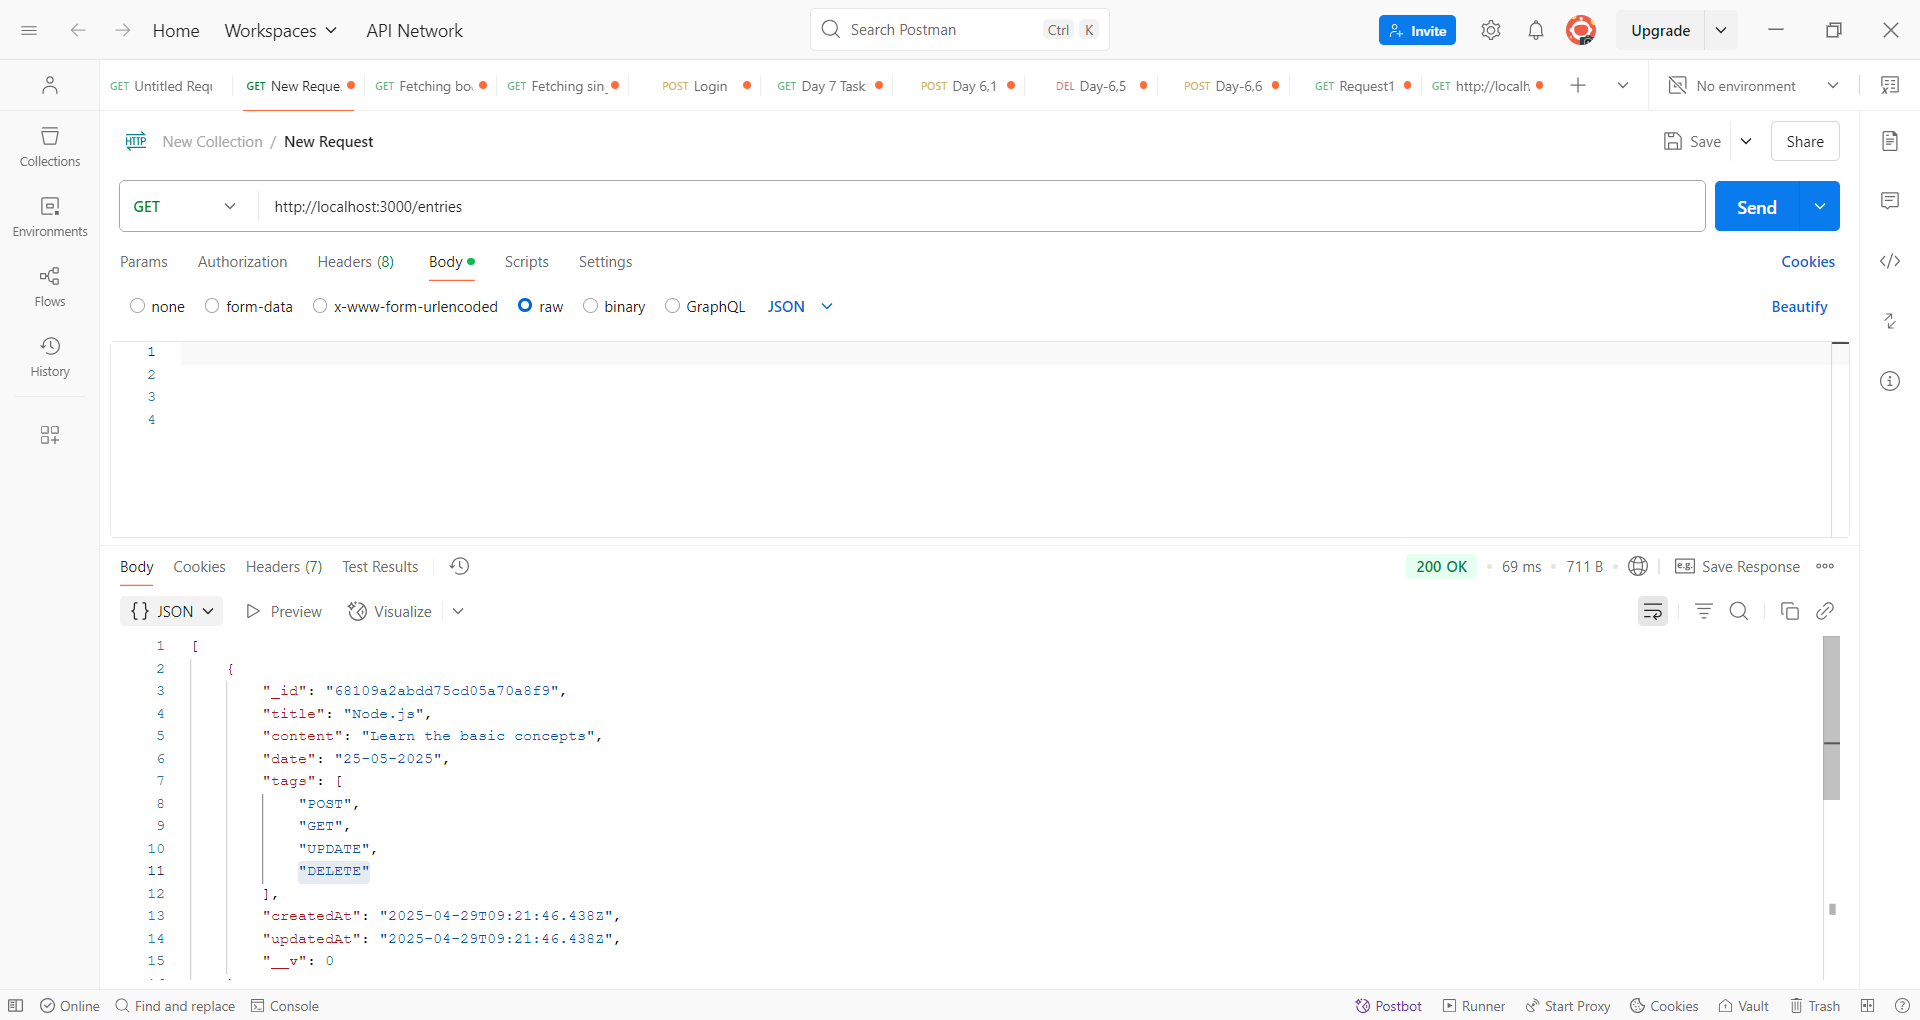 Home Workspaces API Network Search Postman Ctrl K Invite Upgrade
GET Untitled Requ GET New Reque. GET Fetching bo GET Fetching sin POST Login GET Day 7 Task POST Day 6,1 DEL Day-6,5 POST Day-6,6 GET Request1 GET http://localh No environment
HTTP New Collection / New Request Save Share
Collections
GET http://localhost:3000/entries Send
Environments
Params Authorization Headers (8) Body Scripts Settings Cookies
Flows
none form-data x-www-form-urlencoded raw binary GraphQL JSON Beautify
History
1
2
3
4
Body Cookies Headers (7) Test Results 200 OK 69 ms 711 B e.g. Save Response
{} JSON Preview Visualize
1 [
2 {
3 "_id": "68109a2abdd75cd05a70a8f9",
4 "title": "Node.js",
5 "content": "Learn the basic concepts",
6 "date": "25-05-2025",
7 "tags": [
8 "POST",
9 "GET",
10 "UPDATE",
11 "DELETE"
12 ],
13 "createdAt": "2025-04-29T09:21:46.438Z",
14 "updatedAt": "2025-04-29T09:21:46.438Z",
15 "__v": 0
Online Find and replace Console Postbot Runner Start Proxy Cookies Vault Trash